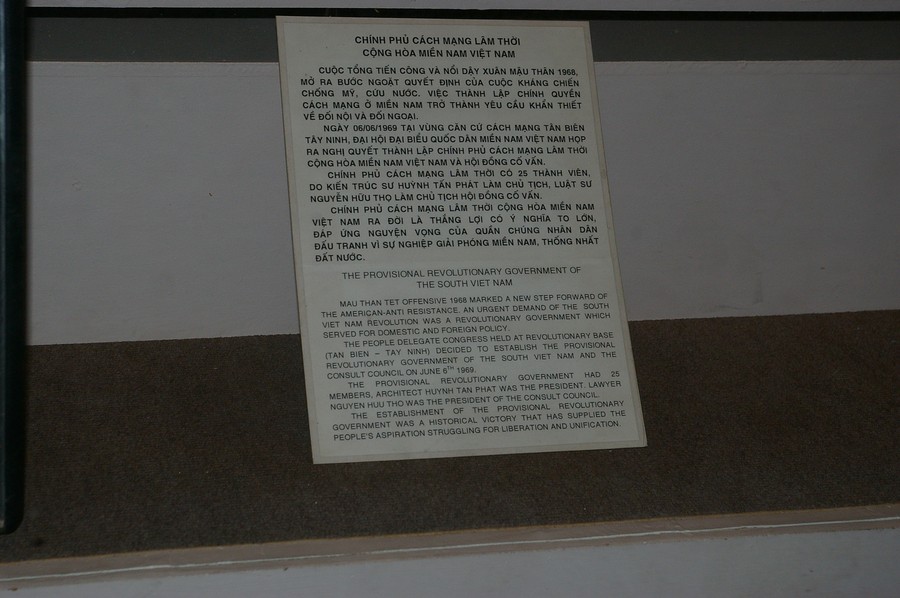 CHÍNH PHỦ CÁCH MẠNG LÂM THỜI
CỘNG HÒA MIỀN NAM VIỆT NAM
CUỘC TỔNG TIẾN CÔNG VÀ NỔI DẬY XUÂN MẬU THÂN 1968,
MỞ RA BƯỚC NGOẶT QUYẾT ĐỊNH CỦA CUỘC KHÁNG CHIẾN
CHỐNG MỸ, CỨU NƯỚC. VIỆC THÀNH LẬP CHÍNH QUYỀN
CÁCH MẠNG Ở MIỀN NAM TRỞ THÀNH YÊU CẦU KHẨN THIẾT
VỀ ĐỐI NỘI VÀ ĐỐI NGOẠI.
NGÀY 06/06/1969 TẠI VÙNG CĂN CỨ CÁCH MẠNG TÂN BIÊN
TÂY NINH, ĐẠI HỘI ĐẠI BIỂU QUỐC DÂN MIỀN NAM VIỆT NAM HỌP
RA NGHỊ QUYẾT THÀNH LẬP CHÍNH PHỦ CÁCH MẠNG LÂM THỜI
CỘNG HÒA MIỀN NAM VIỆT NAM VÀ HỘI ĐỒNG CỐ VẤN.
CHÍNH PHỦ CÁCH MẠNG LÂM THỜI CÓ 25 THÀNH VIÊN,
DO KIẾN TRÚC SƯ HUỲNH TẤN PHÁT LÀM CHỦ TỊCH, LUẬT SƯ
NGUYỄN HỮU THỌ LÀM CHỦ TỊCH HỘI ĐỒNG CỐ VẤN.
CHÍNH PHỦ CÁCH MẠNG LÂM THỜI CỘNG HÒA MIỀN NAM
VIỆT NAM RA ĐỜI LÀ THẮNG LỢI CÓ Ý NGHĨA TO LỚN,
ĐÁP ỨNG NGUYỆN VỌNG CỦA QUẦN CHÚNG NHÂN DÂN
ĐẤU TRANH VÌ SỰ NGHIỆP GIẢI PHÓNG MIỀN NAM, THỐNG NHẤT
ĐẤT NƯỚC.
THE PROVISIONAL REVOLUTIONARY GOVERNMENT OF
THE SOUTH VIET NAM
MAU THAN TET OFFENSIVE 1968 MARKED A NEW STEP FORWARD OF
THE AMERICAN-ANTI RESISTANCE. AN URGENT DEMAND OF THE SOUTH
VIET NAM REVOLUTION WAS A REVOLUTIONARY GOVERNMENT WHICH
SERVED FOR DOMESTIC AND FOREIGN POLICY.
THE PEOPLE DELEGATE CONGRESS HELD AT REVOLUTIONARY BASE
(TAN BIEN – TAY NINH) DECIDED TO ESTABLISH THE PROVISIONAL
REVOLUTIONARY GOVERNMENT OF THE SOUTH VIET NAM AND THE
CONSULT COUNCIL ON JUNE 6TH 1969.
THE PROVISIONAL REVOLUTIONARY GOVERNMENT HAD 25
MEMBERS, ARCHITECT HUYNH TAN PHAT WAS THE PRESIDENT. LAWYER
NGUYEN HUU THO WAS THE PRESIDENT OF THE CONSULT COUNCIL.
THE ESTABLISHMENT OF THE PROVISIONAL REVOLUTIONARY
GOVERNMENT WAS A HISTORICAL VICTORY THAT HAS SUPPLIED THE
PEOPLE'S ASPIRATION STRUGGLING FOR LIBERATION AND UNIFICATION.